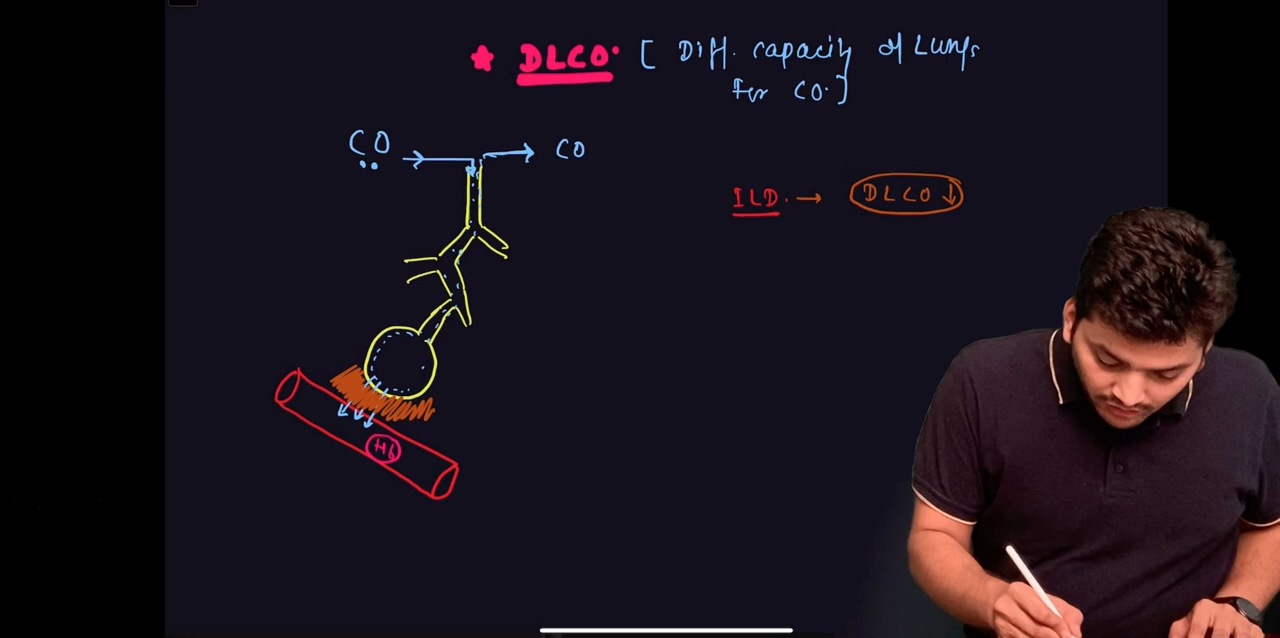 ★ DLCO. [ Diff. capacity of Lungs
for CO.]
CO → CO
ILD. → DLCO ↓
Hb